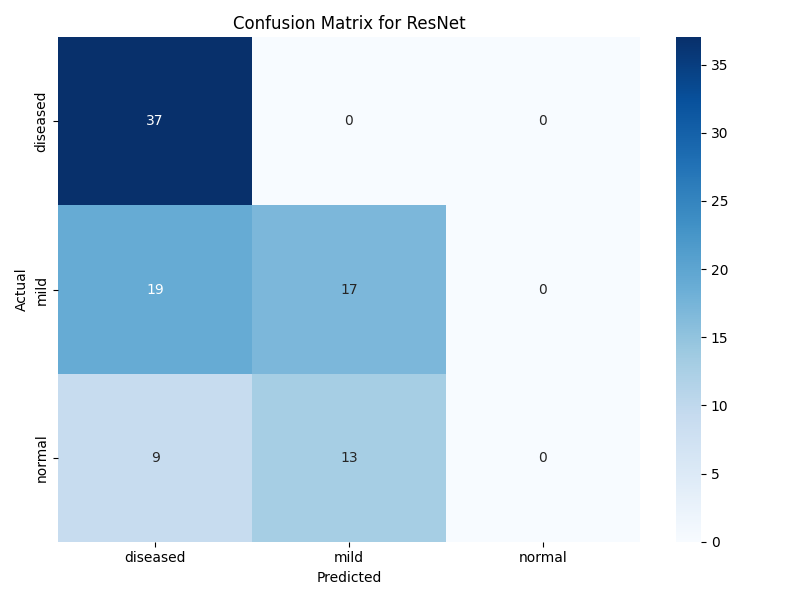 Confusion Matrix for ResNet
diseased
37
0
0
35
30
25
Actual
mild
19
17
0
20
15
10
normal
9
13
0
5
0
diseased
mild
normal
Predicted